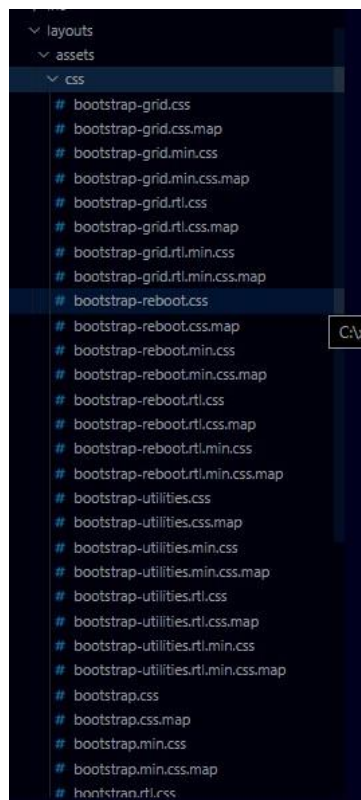 layouts
assets
css
# bootstrap-grid.css
# bootstrap-grid.css.map
# bootstrap-grid.min.css
# bootstrap-grid.min.css.map
# bootstrap-grid.rtl.css
# bootstrap-grid.rtl.css.map
# bootstrap-grid.rtl.min.css
# bootstrap-grid.rtl.min.css.map
# bootstrap-reboot.css
# bootstrap-reboot.css.map
C:\
# bootstrap-reboot.min.css
# bootstrap-reboot.min.css.map
# bootstrap-reboot.rtl.css
# bootstrap-reboot.rtl.css.map
# bootstrap-reboot.rtl.min.css
# bootstrap-reboot.rtl.min.css.map
# bootstrap-utilities.css
# bootstrap-utilities.css.map
# bootstrap-utilities.min.css
# bootstrap-utilities.min.css.map
# bootstrap-utilities.rtl.css
# bootstrap-utilities.rtl.css.map
# bootstrap-utilities.rtl.min.css
# bootstrap-utilities.rtl.min.css.map
# bootstrap.css
# bootstrap.css.map
# bootstrap.min.css
# bootstrap.min.css.map
# bootstrap.rtl.css